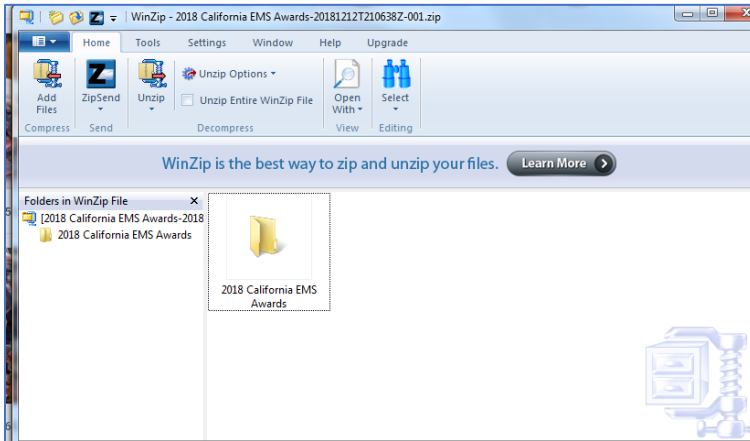 WinZip - 2018 California EMS Awards-20181212T210638Z-001.zip
Home Tools Settings Window Help Upgrade
Add Files
ZipSend
Unzip
Unzip Options
Unzip Entire WinZip File
Open With
Select
Compress Send Decompress View Editing
WinZip is the best way to zip and unzip your files. Learn More
Folders in WinZip File
[2018 California EMS Awards-2018
2018 California EMS Awards
2018 California EMS
Awards